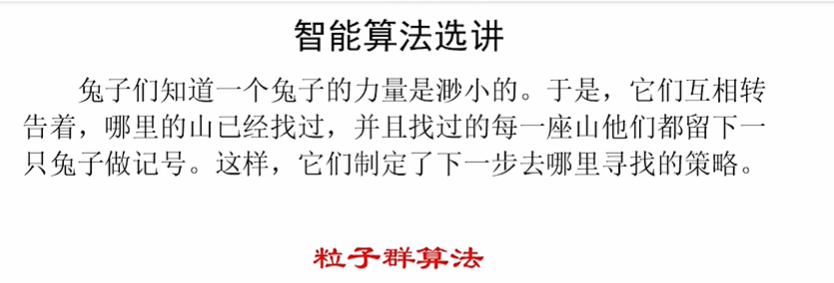 智能算法选讲
兔子们知道一个兔子的力量是渺小的。于是，它们互相转
告着，哪里的山已经找过，并且找过的每一座山他们都留下一
只兔子做记号。这样，它们制定了下一步去哪里寻找的策略。
粒子群算法